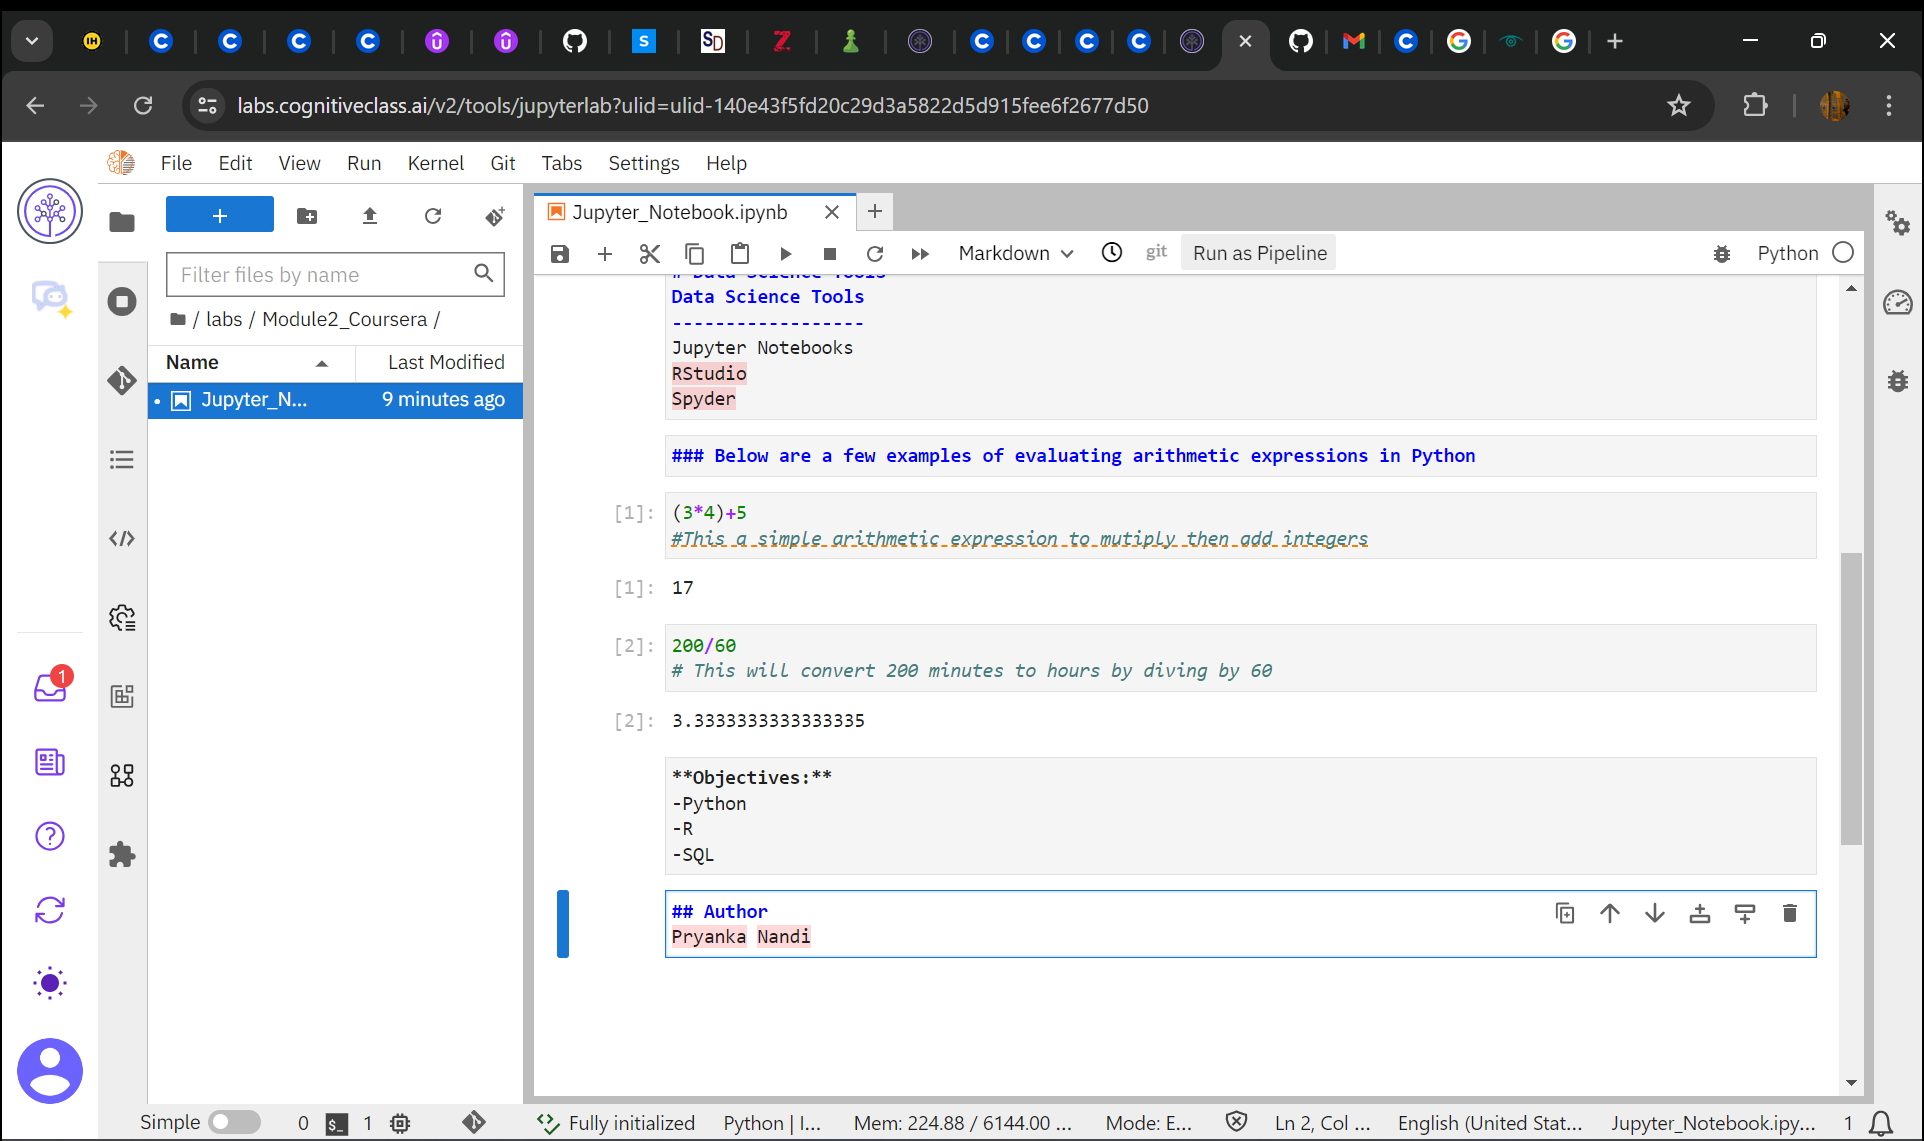 labs.cognitiveclass.ai/v2/tools/jupyterlab?ulid=ulid-140e43f5fd20c29d3a5822d5d915fee6f2677d50
File Edit View Run Kernel Git Tabs Settings Help
Jupyter_Notebook.ipynb
Markdown git Run as Pipeline Python
Filter files by name
/ labs / Module2_Coursera /
Name Last Modified
Jupyter_N... 9 minutes ago
# Data Science Tools
Data Science Tools
------------------
Jupyter Notebooks
RStudio
Spyder
### Below are a few examples of evaluating arithmetic expressions in Python
[1]: (3*4)+5
#This a simple arithmetic expression to mutiply then add integers
[1]: 17
[2]: 200/60
# This will convert 200 minutes to hours by diving by 60
[2]: 3.3333333333333335
**Objectives:**
-Python
-R
-SQL
## Author
Pryanka Nandi
1
Simple 0 $_ 1 Fully initialized Python | I... Mem: 224.88 / 6144.00 ... Mode: E... Ln 2, Col ... English (United Stat... Jupyter_Notebook.ipy... 1